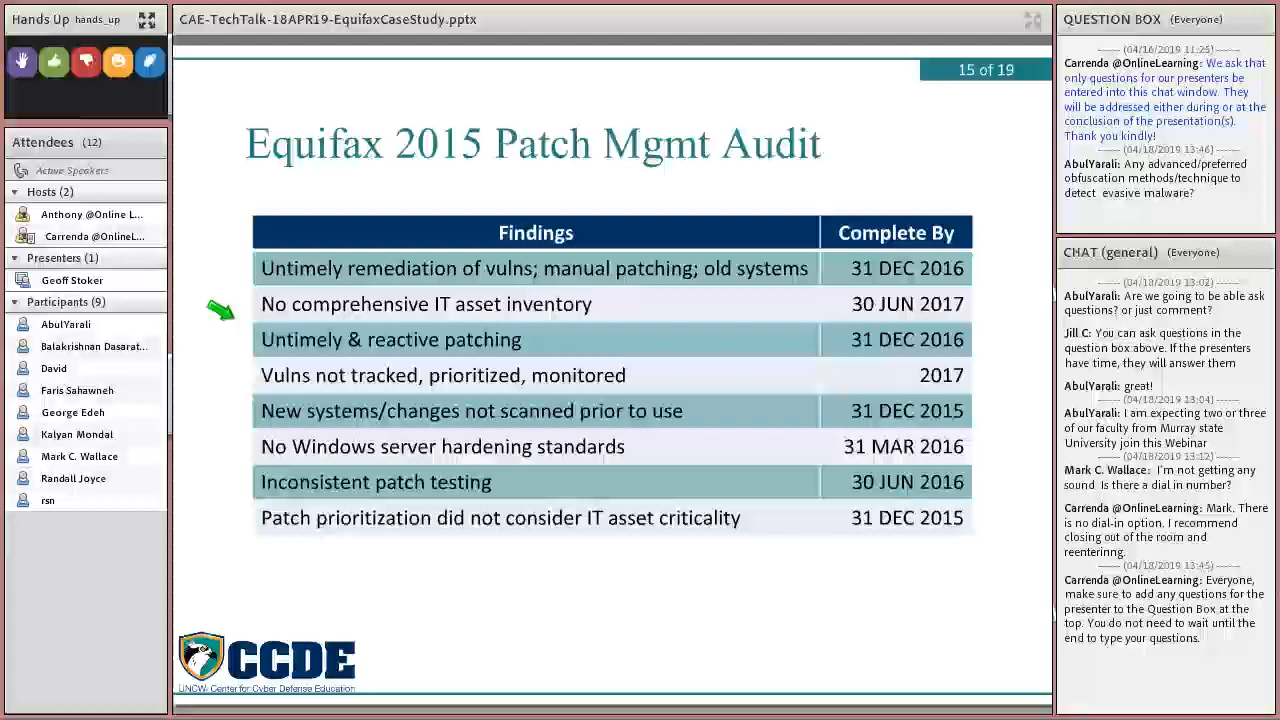 Hands Up hands_up
Attendees (12)
Active Speakers
Hosts (2)
Anthony @Online L...
Carrenda @OnlineL...
Presenters (1)
Geoff Stoker
Participants (9)
AbulYarali
Balakrishnan Dasarat...
David
Faris Sahawneh
George Edeh
Kalyan Mondal
Mark C. Wallace
Randall Joyce
rsn
CAE-TechTalk-18APR19-EquifaxCaseStudy.pptx
15 of 19
Equifax 2015 Patch Mgmt Audit
Findings Complete By
Untimely remediation of vulns; manual patching; old systems 31 DEC 2016
No comprehensive IT asset inventory 30 JUN 2017
Untimely & reactive patching 31 DEC 2016
Vulns not tracked, prioritized, monitored 2017
New systems/changes not scanned prior to use 31 DEC 2015
No Windows server hardening standards 31 MAR 2016
Inconsistent patch testing 30 JUN 2016
Patch prioritization did not consider IT asset criticality 31 DEC 2015
CCDE
UNCW: Center for Cyber Defense Education
QUESTION BOX (Everyone)
(04/16/2019 11:25)
Carrenda @OnlineLearning: We ask that
only questions for our presenters be
entered into this chat window. They
will be addressed either during or at the
conclusion of the presentation(s).
Thank you kindly!
(04/18/2019 13:46)
AbulYarali: Any advanced/preferred
obfuscation methods/technique to
detect evasive malware?
CHAT (general) (Everyone)
(04/18/2019 13:02)
AbulYarali: Are we going to be able ask
questions? or just comment?
Jill C: You can ask questions in the
question box above. If the presenters
have time, they will answer them
AbulYarali: great!
(04/18/2019 13:04)
AbulYarali: I am expecting two or three
of our faculty from Murray state
University join this Webinar
(04/18/2019 13:12)
Mark C. Wallace: I'm not getting any
sound. Is there a dial in number?
Carrenda @OnlineLearning: Mark. There
is no dial-in option. I recommend
closing out of the room and
reenterinng.
(04/18/2019 13:45)
Carrenda @OnlineLearning: Everyone,
make sure to add any questions for the
presenter to the Question Box at the
top. You do not need to wait until the
end to type your questions.